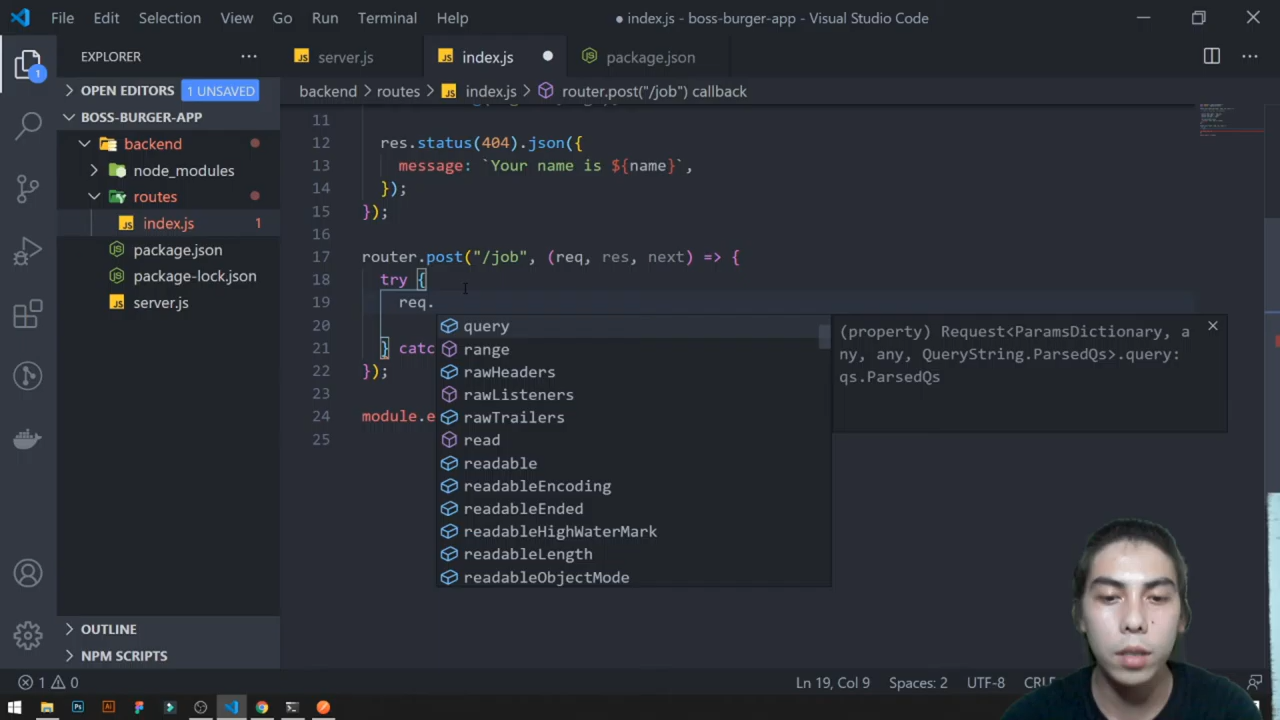 File Edit Selection View Go Run Terminal Help
● index.js - boss-burger-app - Visual Studio Code
EXPLORER
server.js
index.js
package.json
OPEN EDITORS 1 UNSAVED
backend > routes > index.js > router.post("/job") callback
BOSS-BURGER-APP
backend
node_modules
routes
index.js 1
package.json
package-lock.json
server.js
1
11
12 res.status(404).json({
13 message: `Your name is ${name}`,
14 });
15 });
16
17 router.post("/job", (req, res, next) => {
18 try {
19 req.
20
21 } catc
22 });
23
24 module.e
25
query
range
rawHeaders
rawListeners
rawTrailers
read
readable
readableEncoding
readableEnded
readableHighWaterMark
readableLength
readableObjectMode
(property) Request<ParamsDictionary, a
ny, any, QueryString.ParsedQs>.query:
qs.ParsedQs
OUTLINE
NPM SCRIPTS
1 0
Ln 19, Col 9 Spaces: 2 UTF-8 CRL